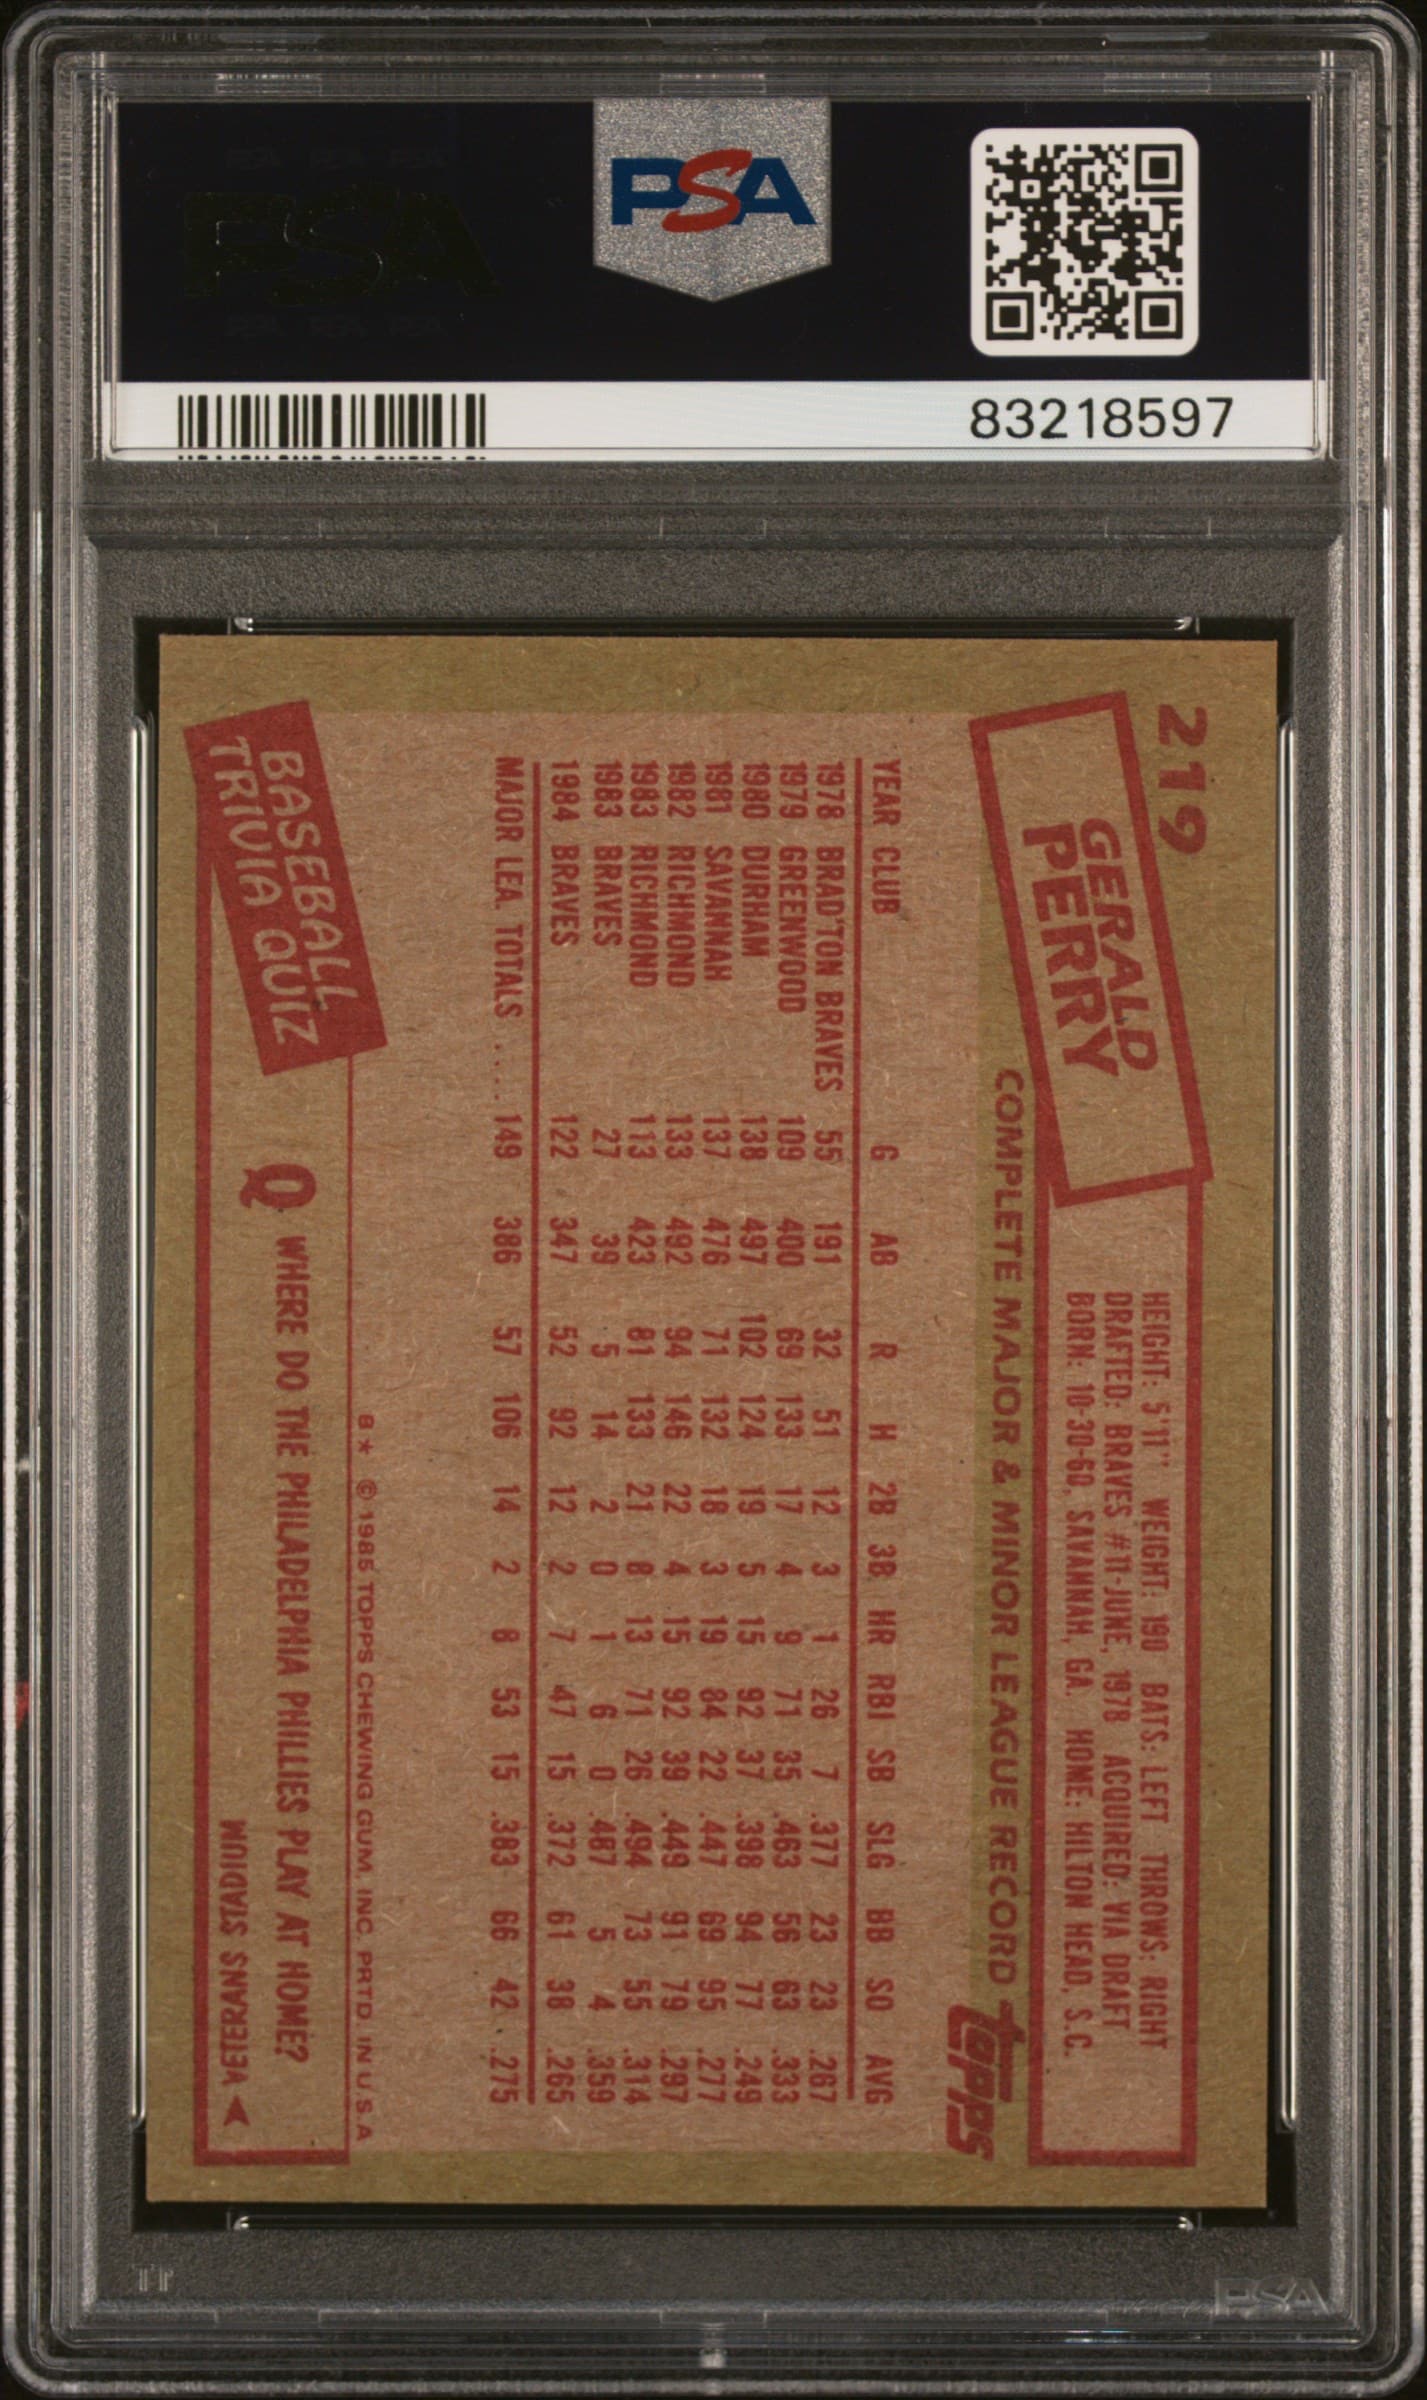 PSA
PSA
83218597
219
GERALD
PERRY
HEIGHT: 5'11" WEIGHT: 190 BATS: LEFT THROWS: RIGHT
DRAFTED: BRAVES #11-JUNE, 1978 ACQUIRED: VIA DRAFT
BORN: 10-30-60, SAVANNAH, GA. HOME: HILTON HEAD, S.C.
COMPLETE MAJOR & MINOR LEAGUE RECORD
topps
YEAR CLUB G AB R H 2B 3B HR RBI SB SLG BB SO AVG
1978 BRAD'TON BRAVES 55 191 32 51 12 3 1 26 7 .377 23 23 .267
1979 GREENWOOD 109 400 69 133 17 4 9 71 35 .463 56 63 .333
1980 DURHAM 138 497 102 124 19 5 15 92 37 .398 94 77 .249
1981 SAVANNAH 137 476 71 132 18 3 19 84 22 .447 69 95 .277
1982 RICHMOND 133 492 94 146 22 4 15 92 39 .449 91 79 .297
1983 RICHMOND 113 423 81 133 21 8 13 71 26 .494 73 55 .314
1983 BRAVES 27 39 5 14 2 0 1 6 0 .487 5 4 .359
1984 BRAVES 122 347 52 92 12 2 7 47 15 .372 61 38 .265
MAJOR LEA. TOTALS .... 149 386 57 106 14 2 8 53 15 .383 66 42 .275
B* © 1985 TOPPS CHEWING GUM, INC. PRTD. IN U.S.A
BASEBALL
TRIVIA QUIZ
Q WHERE DO THE PHILADELPHIA PHILLIES PLAY AT HOME?
VETERANS STADIUM
PSA